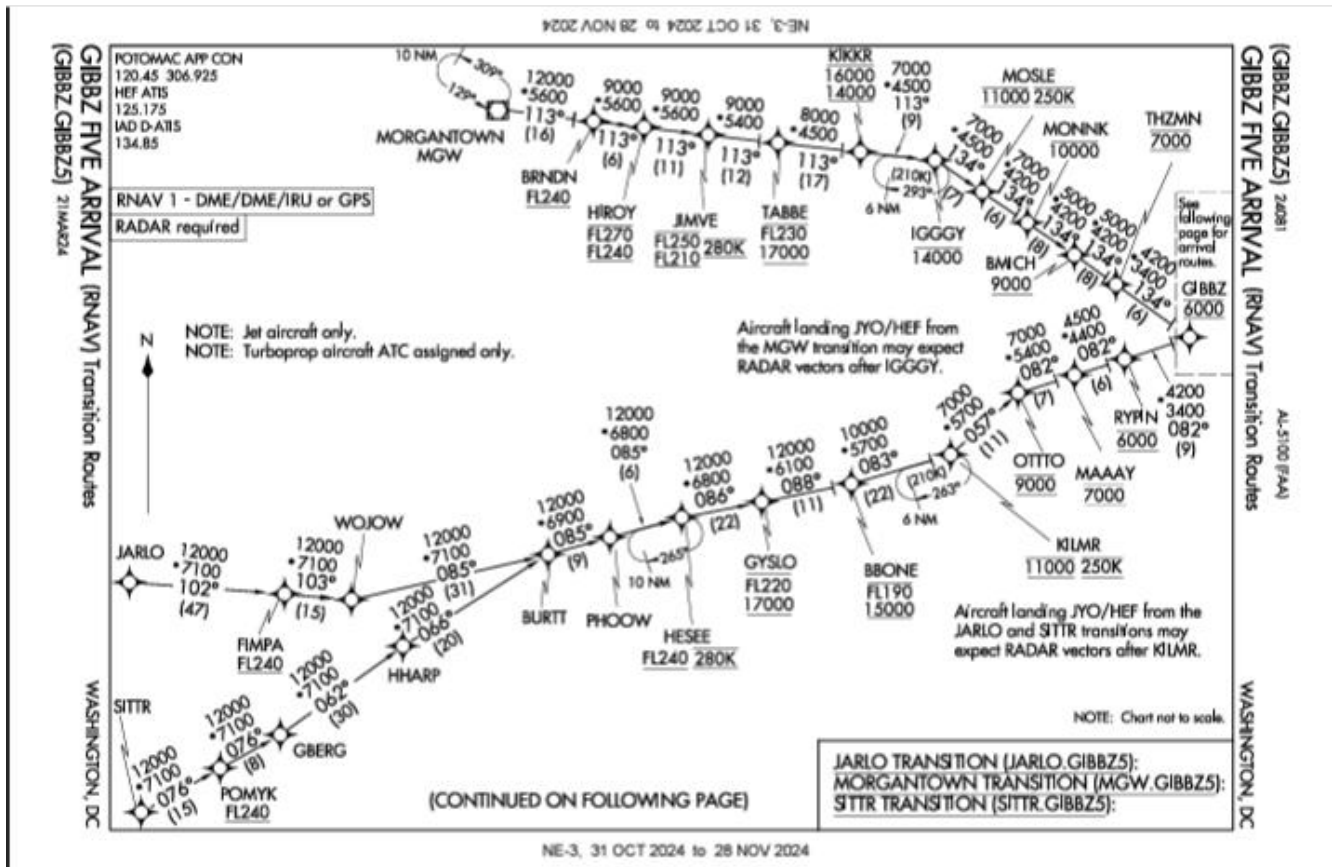 NE-3, 31 OCT 2024 to 28 NOV 2024
(GIBBZ.GIBBZ5) 21MAR24
GIBBZ FIVE ARRIVAL (RNAV) Transition Routes
WASHINGTON, DC
(GIBBZ.GIBBZ5) 24081
GIBBZ FIVE ARRIVAL (RNAV) Transition Routes
AL-5100 (FAA)
WASHINGTON, DC
POTOMAC APP CON
120.45 306.925
HEF ATIS
125.175
IAD D-ATIS
134.85
RNAV 1 - DME/DME/IRU or GPS
RADAR required
NOTE: Jet aircraft only.
NOTE: Turboprop aircraft ATC assigned only.
N
10 NM
309°
129°
MORGANTOWN
MGW
12000
*5600
113°
(16)
BRNDN
FL240
9000
*5600
113°
(6)
HIROY
FL270
FL240
9000
*5600
113°
(11)
JIMVE
FL250
FL210
280K
9000
*5400
113°
(12)
TABBE
FL230
17000
8000
*4500
113°
(17)
KIKKR
16000
14000
7000
*4500
113°
(9)
(210K)
293°
6 NM
IGGGY
14000
7000
*4500
134°
(7)
MOSLE
11000 250K
7000
*4200
134°
(6)
MONNK
10000
5000
*4200
134°
(8)
BMICH
9000
5000
*4200
134°
(8)
THZMN
7000
4200
*3400
134°
(6)
See
following
page for
arrival
routes.
GIBBZ
6000
Aircraft landing JYO/HEF from
the MGW transition may expect
RADAR vectors after IGGGY.
JARLO
12000
*7100
102°
(47)
FIMPA
FL240
12000
*7100
103°
(15)
WOJOW
12000
*7100
085°
(31)
SITTR
12000
*7100
076°
(15)
POMYK
FL240
12000
*7100
076°
(8)
GBERG
12000
*7100
062°
(30)
HHARP
12000
*7100
066°
(20)
BURTT
12000
*6900
085°
(9)
PHOOW
12000
*6800
085°
(6)
265°
10 NM
HESEE
FL240 280K
12000
*6800
086°
(22)
GYSLO
FL220
17000
12000
*6100
088°
(11)
BBONE
FL190
15000
10000
*5700
083°
(22)
(210K)
263°
6 NM
KILMR
11000 250K
7000
*5700
057°
(11)
OTTTO
9000
7000
*5400
082°
(7)
MAAAY
7000
4500
*4400
082°
(6)
RYPIN
6000
*4200
3400
082°
(9)
Aircraft landing JYO/HEF from the
JARLO and SITTR transitions may
expect RADAR vectors after KILMR.
NOTE: Chart not to scale.
(CONTINUED ON FOLLOWING PAGE)
JARLO TRANSITION (JARLO.GIBBZ5):
MORGANTOWN TRANSITION (MGW.GIBBZ5):
SITTR TRANSITION (SITTR.GIBBZ5):
NE-3, 31 OCT 2024 to 28 NOV 2024